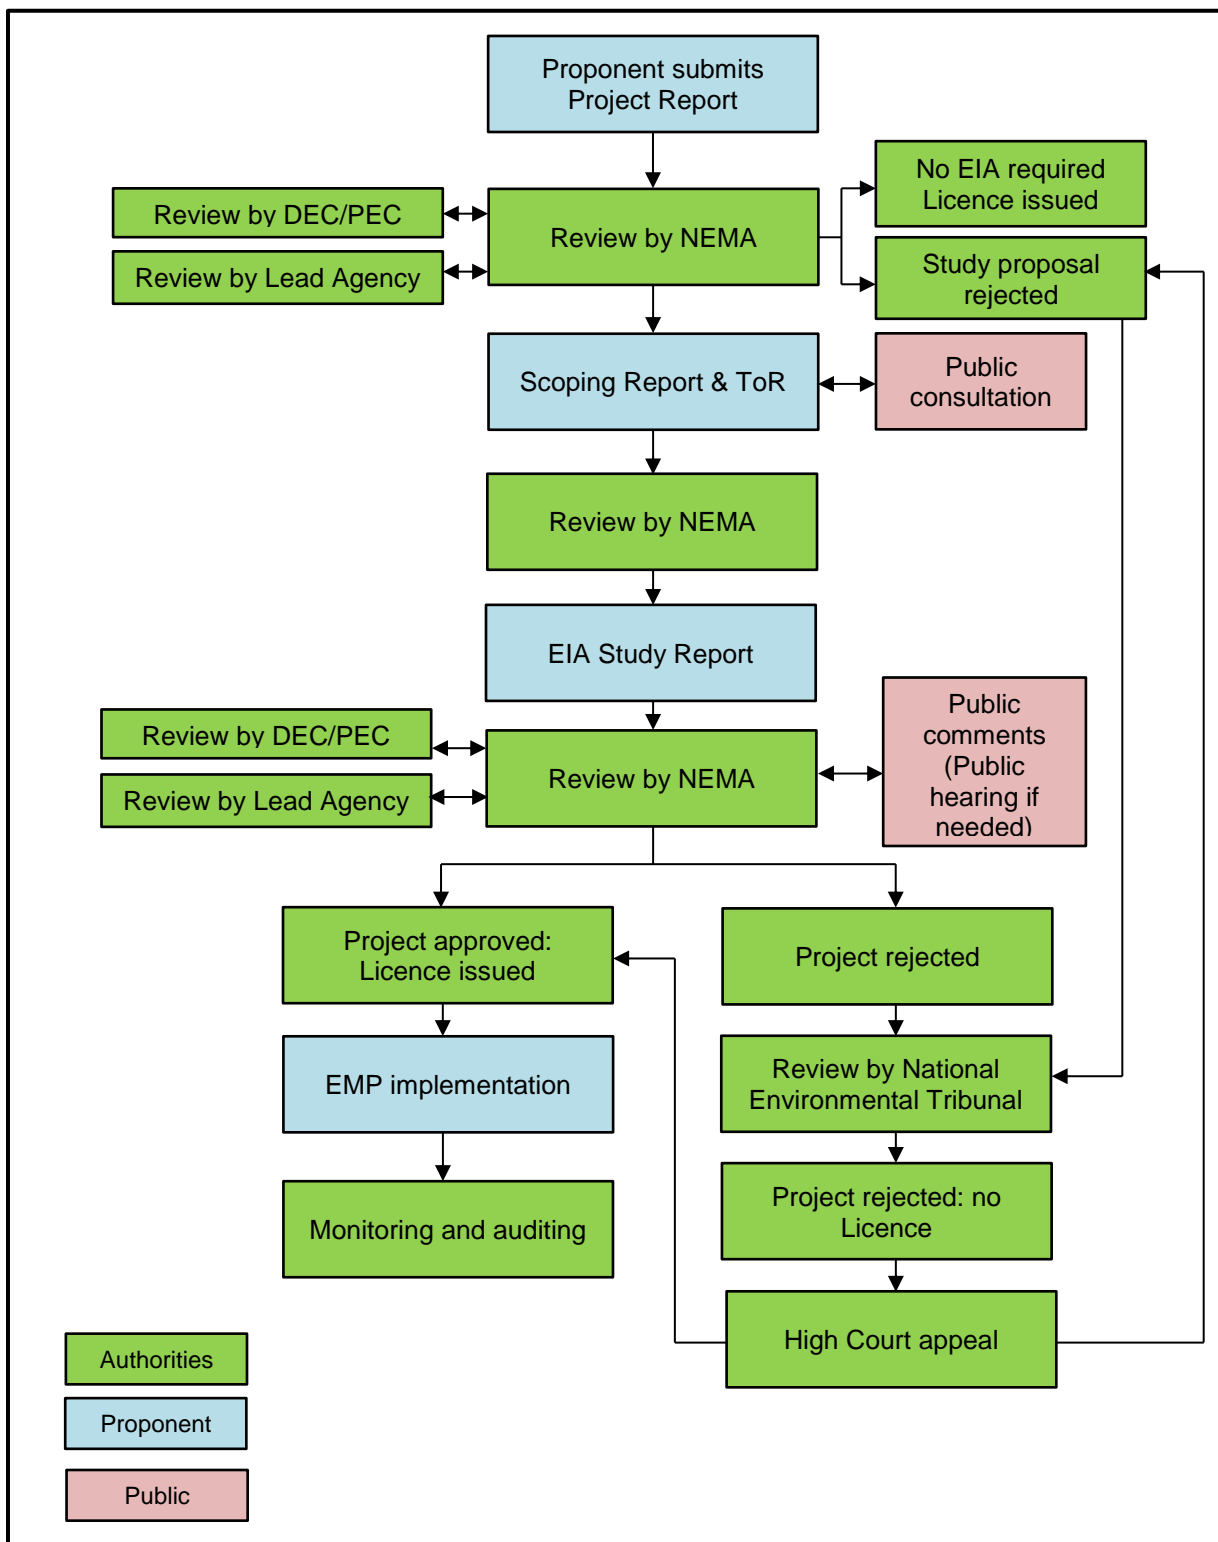 Proponent submits
Project Report
No EIA required
Licence issued
Review by DEC/PEC
Review by NEMA
Review by Lead Agency
Study proposal
rejected
Scoping Report & ToR
Public
consultation
Review by NEMA
EIA Study Report
Review by DEC/PEC
Review by Lead Agency
Review by NEMA
Public
comments
(Public
hearing if
needed)
Project approved:
Licence issued
Project rejected
EMP implementation
Review by National
Environmental Tribunal
Monitoring and auditing
Project rejected: no
Licence
High Court appeal
Authorities
Proponent
Public